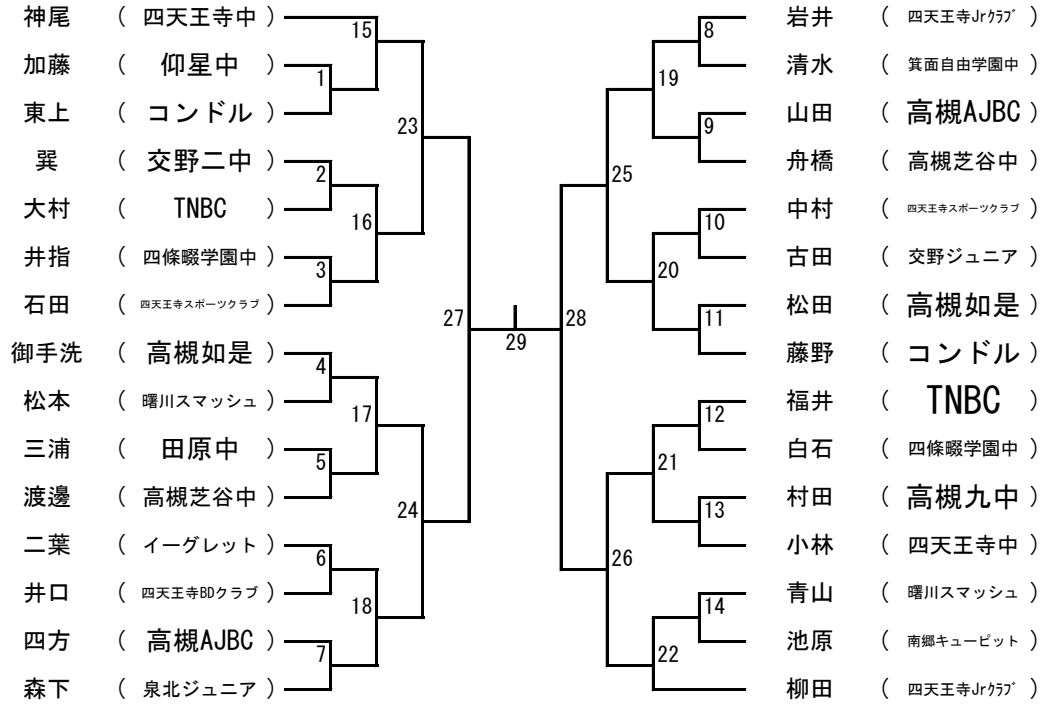 神尾 ( 四天王寺中 )
加藤 ( 仰星中 )
東上 ( コンドル )
巽 ( 交野二中 )
大村 ( TNBC )
井指 ( 四條畷学園中 )
石田 ( 四天王寺スポーツクラブ )
御手洗 ( 高槻如是 )
松本 ( 曙川スマッシュ )
三浦 ( 田原中 )
渡邊 ( 高槻芝谷中 )
二葉 ( イーグレット )
井口 ( 四天王寺BDクラブ )
四方 ( 高槻AJBC )
森下 ( 泉北ジュニア )
15
1
23
2
16
3
27
4
17
5
24
6
18
7
29
28
8
19
9
25
10
20
11
12
21
13
26
14
22
岩井 ( 四天王寺Jrクラブ )
清水 ( 箕面自由学園中 )
山田 ( 高槻AJBC )
舟橋 ( 高槻芝谷中 )
中村 ( 四天王寺スポーツクラブ )
古田 ( 交野ジュニア )
松田 ( 高槻如是 )
藤野 ( コンドル )
福井 ( TNBC )
白石 ( 四條畷学園中 )
村田 ( 高槻九中 )
小林 ( 四天王寺中 )
青山 ( 曙川スマッシュ )
池原 ( 南郷キューピット )
柳田 ( 四天王寺Jrクラブ )